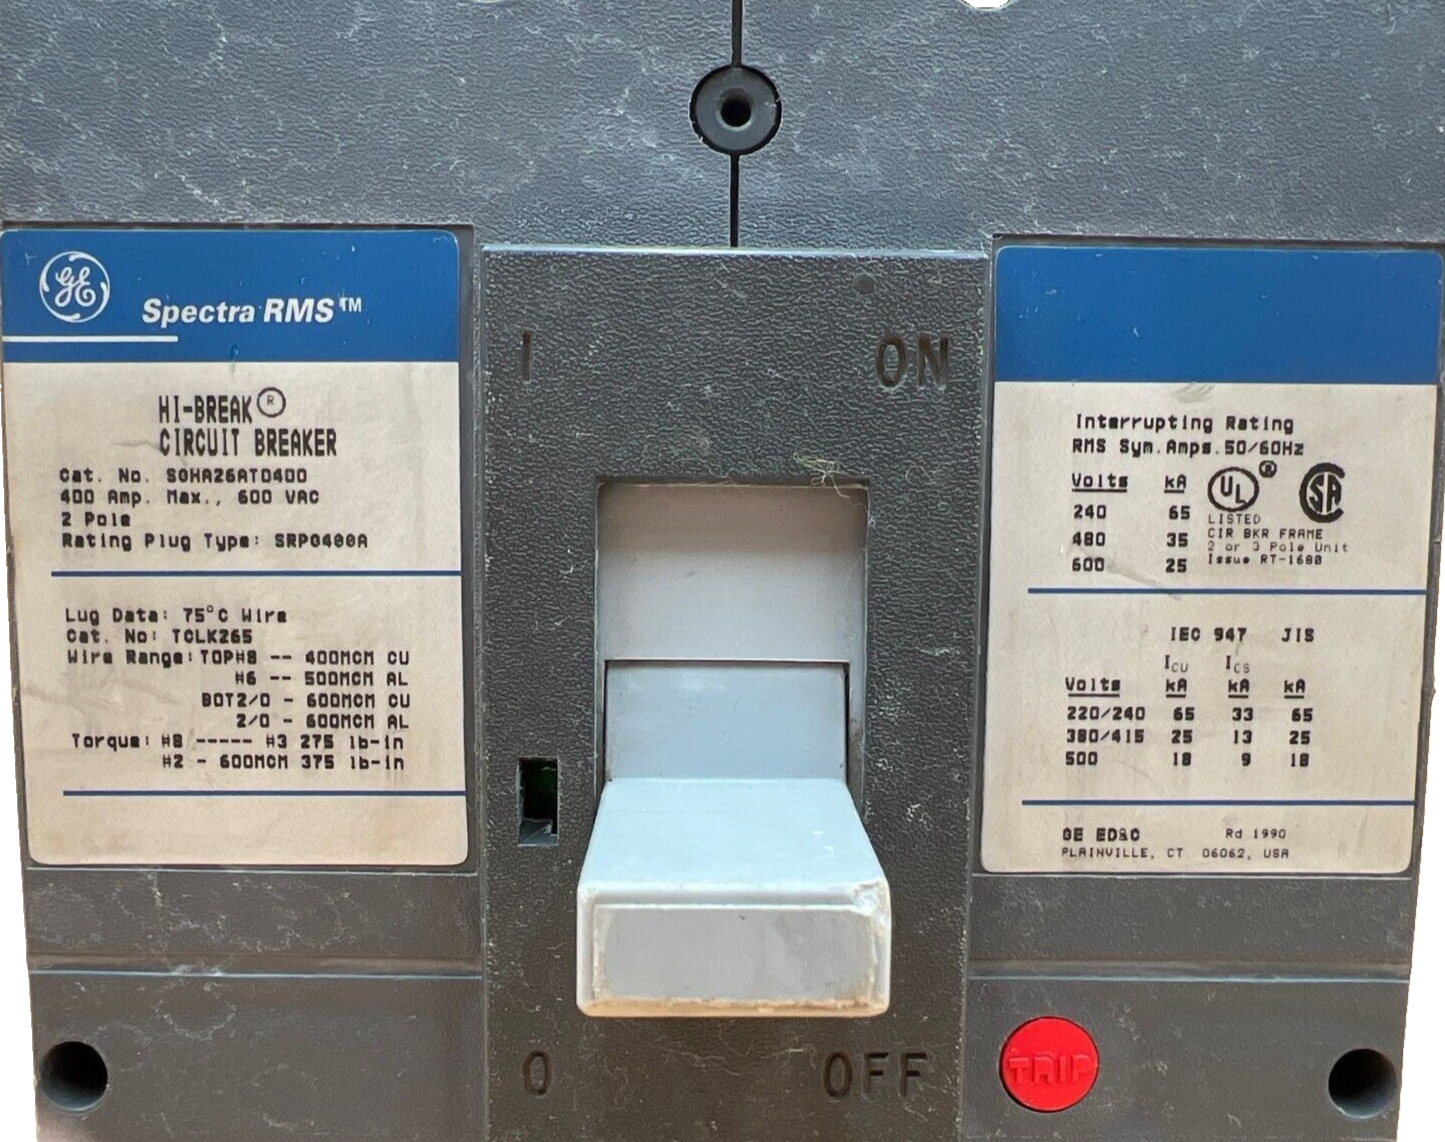 GE
Spectra RMS™
HI-BREAK®
CIRCUIT BREAKER
Cat. No. SGHA26AT0400
400 Amp. Max., 600 VAC
2 Pole
Rating Plug Type: SRPG400A
Lug Data: 75°C Wire
Cat. No: TCLK265
Wire Range: TOP#8 -- 400MCM CU
#6 -- 500MCM AL
BOT2/0 - 600MCM CU
2/0 - 600MCM AL
Torque: #8 ----- #3 275 lb-in
#2 - 600MCM 375 lb-in
I ON
O OFF
Interrupting Rating
RMS Sym. Amps. 50/60Hz
Volts kA
240 65
480 35
600 25
UL ® SA
LISTED
CIR BKR FRAME
2 or 3 Pole Unit
Issue RT-1680
IEC 947 JIS
ICU ICS
Volts kA kA kA
220/240 65 33 65
380/415 25 13 25
500 18 9 18
GE ED&C Rd 1990
PLAINVILLE, CT 06062, USA
TRIP